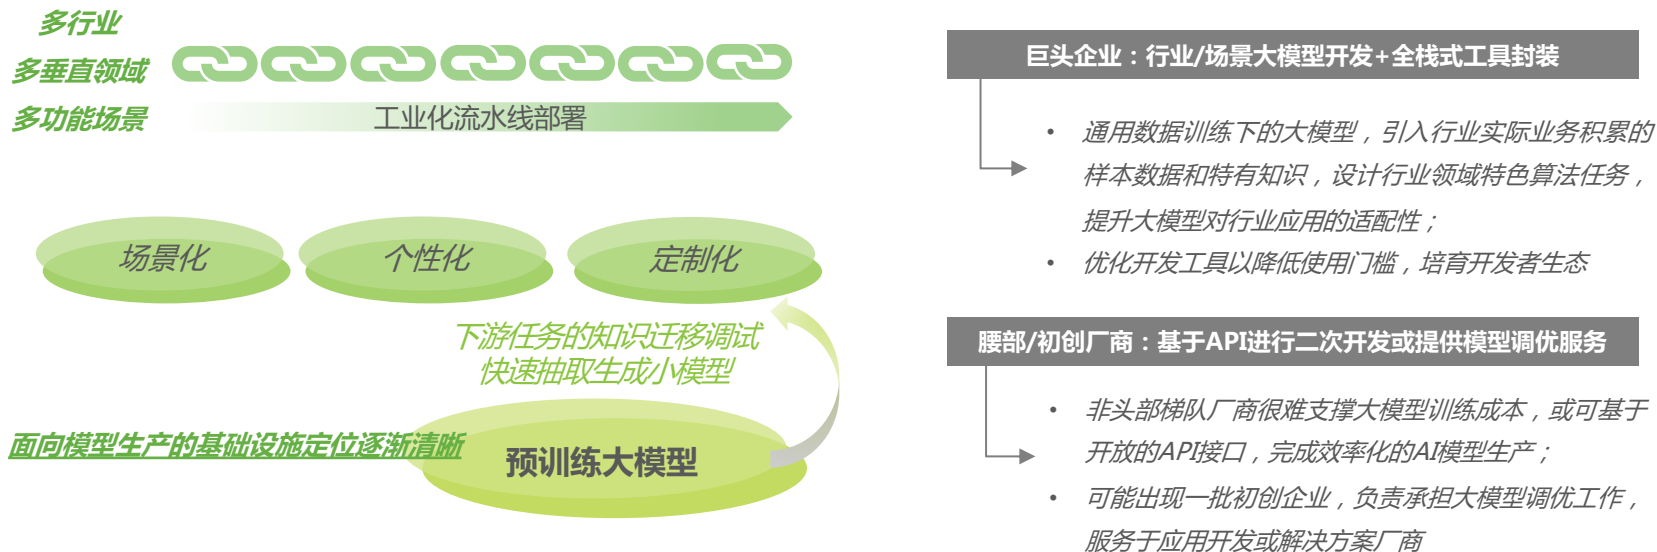 多行业
多垂直领域
多功能场景
工业化流水线部署
场景化
个性化
定制化
下游任务的知识迁移调试
快速抽取生成小模型
面向模型生产的基础设施定位逐渐清晰
预训练大模型
巨头企业：行业/场景大模型开发+全栈式工具封装
• 通用数据训练下的大模型，引入行业实际业务积累的
样本数据和特有知识，设计行业领域特色算法任务，
提升大模型对行业应用的适配性；
• 优化开发工具以降低使用门槛，培育开发者生态
腰部/初创厂商：基于API进行二次开发或提供模型调优服务
• 非头部梯队厂商很难支撑大模型训练成本，或可基于
开放的API接口，完成效率化的AI模型生产；
• 可能出现一批初创企业，负责承担大模型调优工作，
服务于应用开发或解决方案厂商